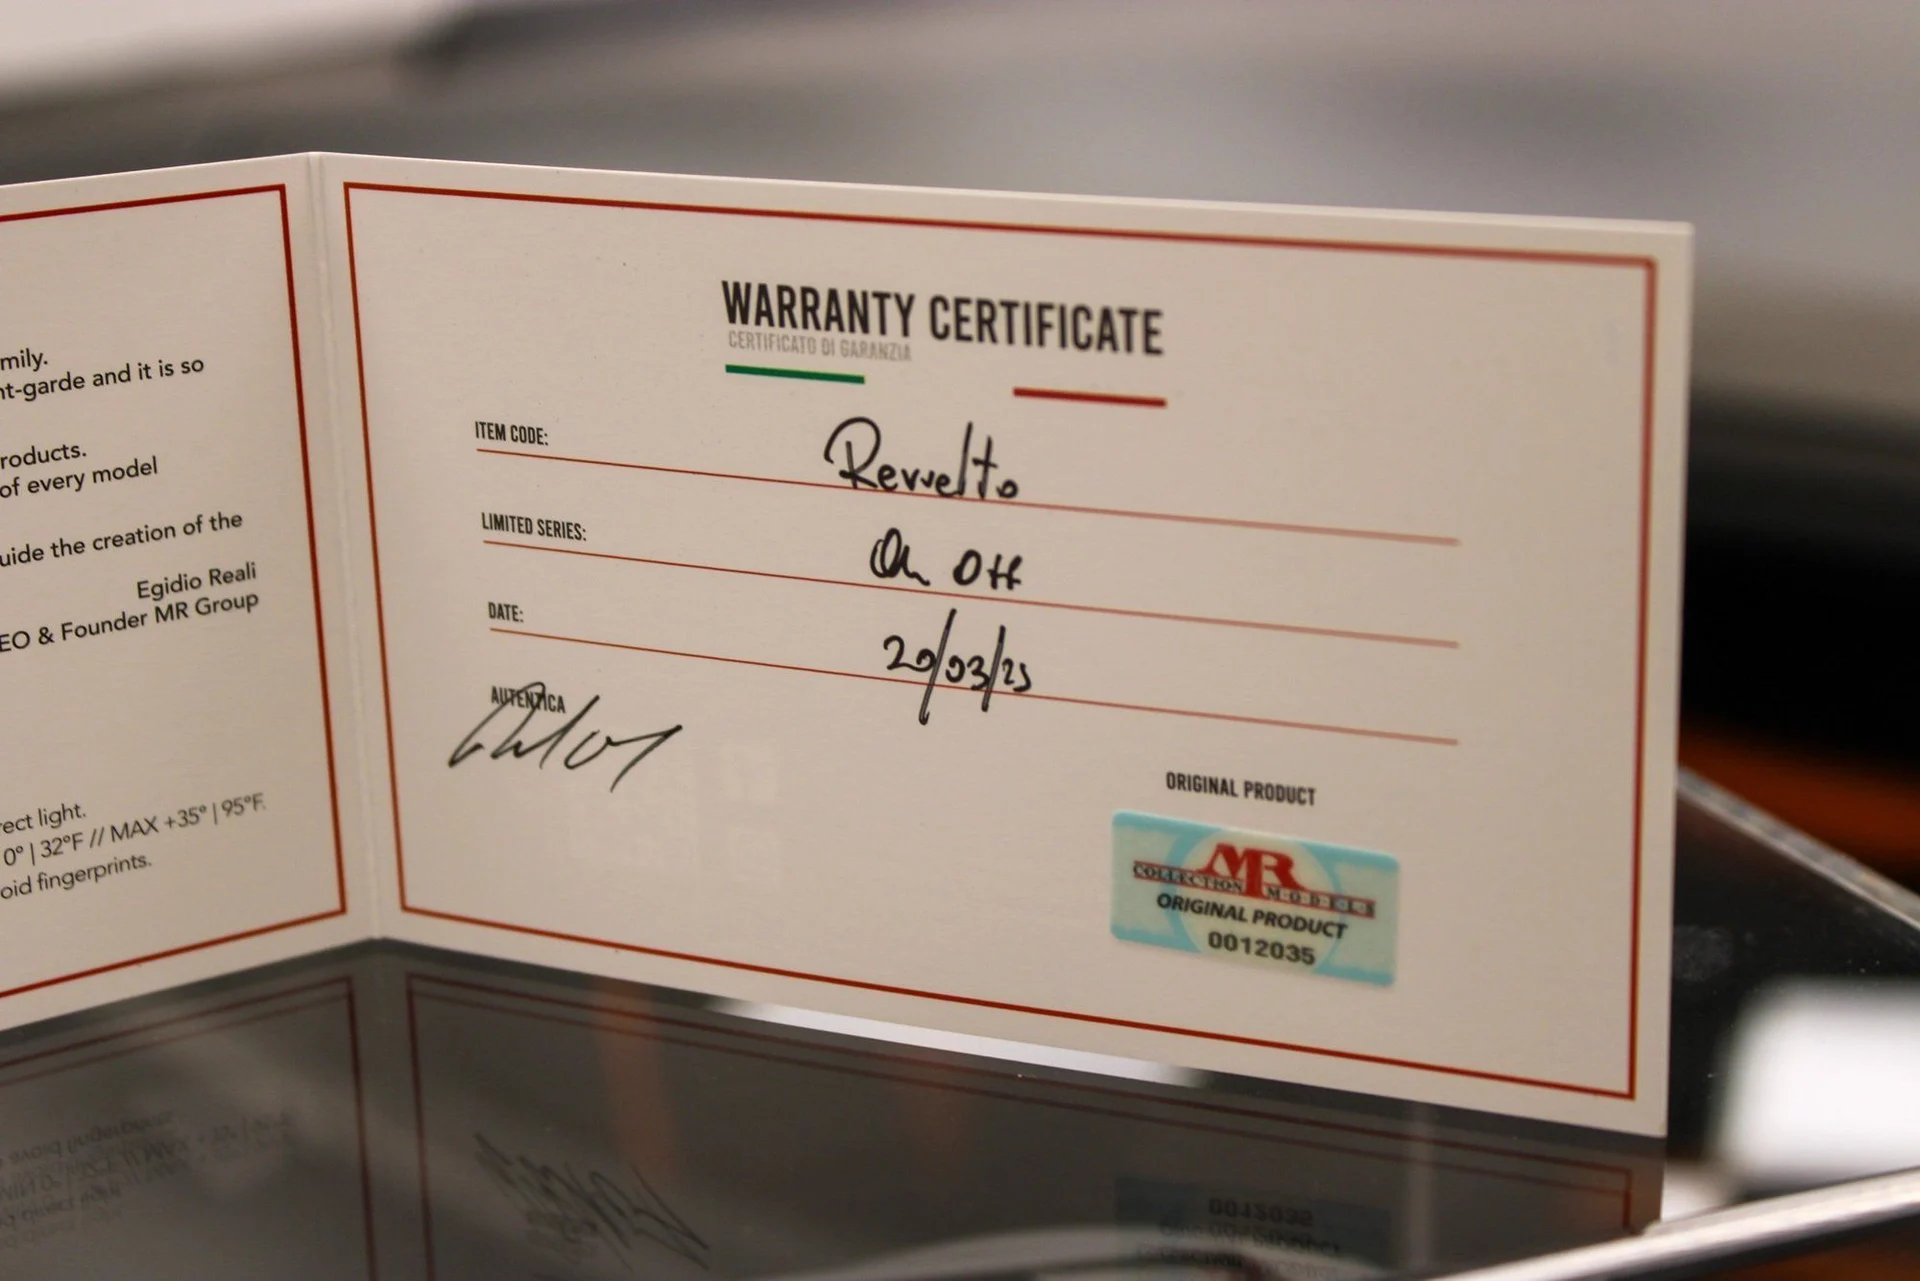 mily.
nt-garde and it is so
roducts.
of every model
uide the creation of the
Egidio Reali
EO & Founder MR Group
rect light.
0° | 32°F // MAX +35° | 95°F.
oid fingerprints.
WARRANTY CERTIFICATE
CERTIFICATO DI GARANZIA
ITEM CODE: Revuelto
LIMITED SERIES: On Off
DATE: 20/03/25
AUTENTICA
ORIGINAL PRODUCT
MR
COLLECTION MODELS
ORIGINAL PRODUCT
0012035